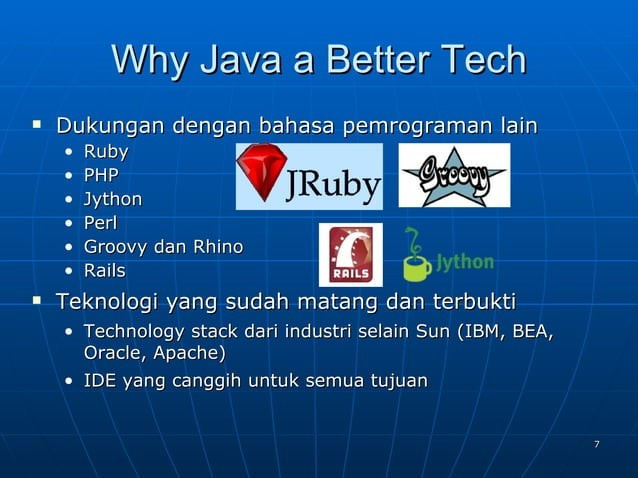 Why Java a Better Tech
Dukungan dengan bahasa pemrograman lain
Ruby
PHP
Jython
Perl
Groovy dan Rhino
Rails
JRuby
Groovy
RAILS
Jython
Teknologi yang sudah matang dan terbukti
Technology stack dari industri selain Sun (IBM, BEA,
Oracle, Apache)
IDE yang canggih untuk semua tujuan
7